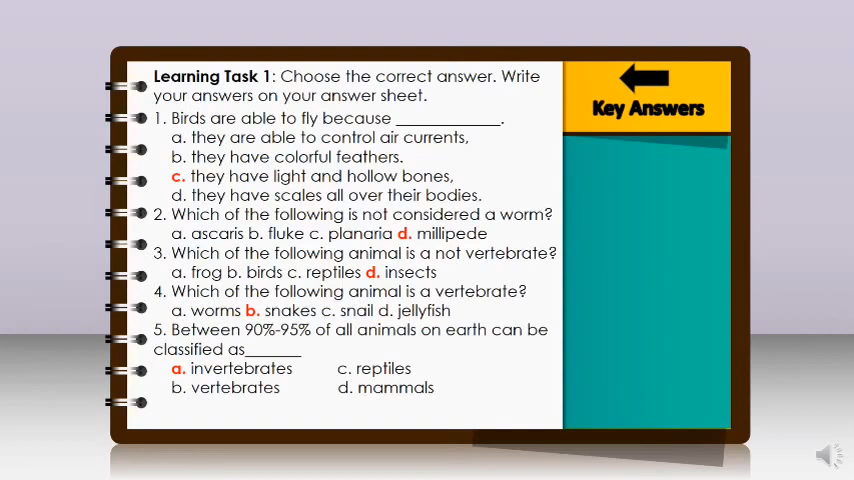 Learning Task 1: Choose the correct answer. Write
your answers on your answer sheet.
1. Birds are able to fly because ____________.
a. they are able to control air currents,
b. they have colorful feathers.
c. they have light and hollow bones,
d. they have scales all over their bodies.
2. Which of the following is not considered a worm?
a. ascaris b. fluke c. planaria d. millipede
3. Which of the following animal is a not vertebrate?
a. frog b. birds c. reptiles d. insects
4. Which of the following animal is a vertebrate?
a. worms b. snakes c. snail d. jellyfish
5. Between 90%-95% of all animals on earth can be
classified as______
a. invertebrates c. reptiles
b. vertebrates d. mammals
Key Answers